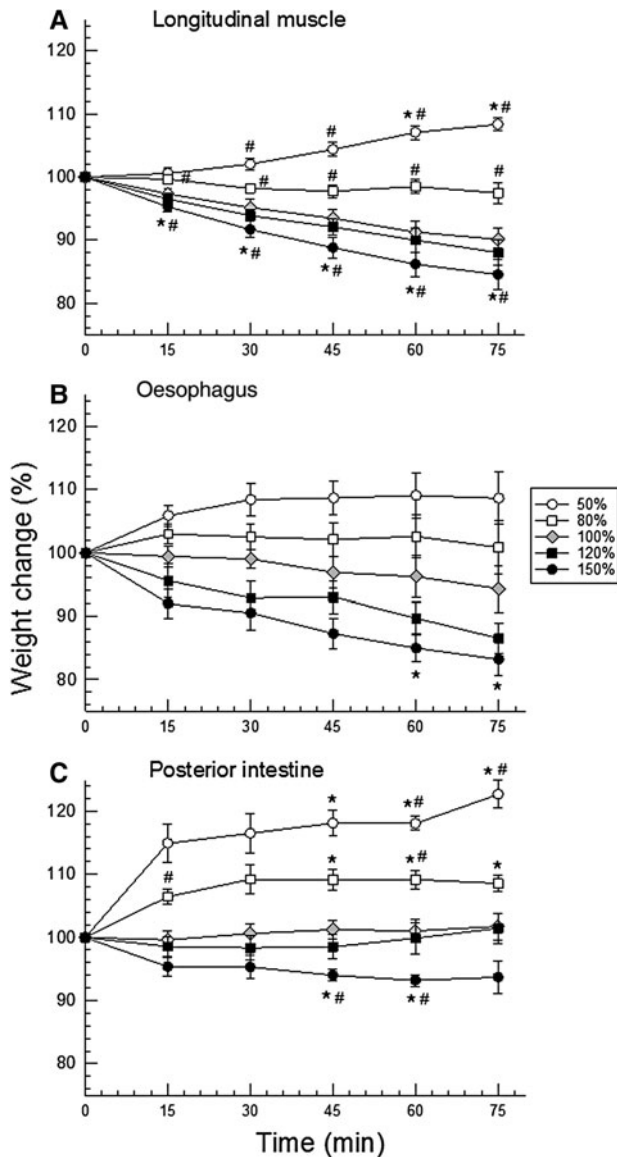 A Longitudinal muscle
120
110
100
90
80
*# *#
# # #
# # # # #
*# *# *# *# *#
0 15 30 45 60 75
B Oesophagus
120
110
100
90
80
* *
0 15 30 45 60 75
Weight change (%)
50%
80%
100%
120%
150%
C Posterior intestine
120
110
100
90
80
* *# *#
# * *# *
*# *#
0 15 30 45 60 75
Time (min)